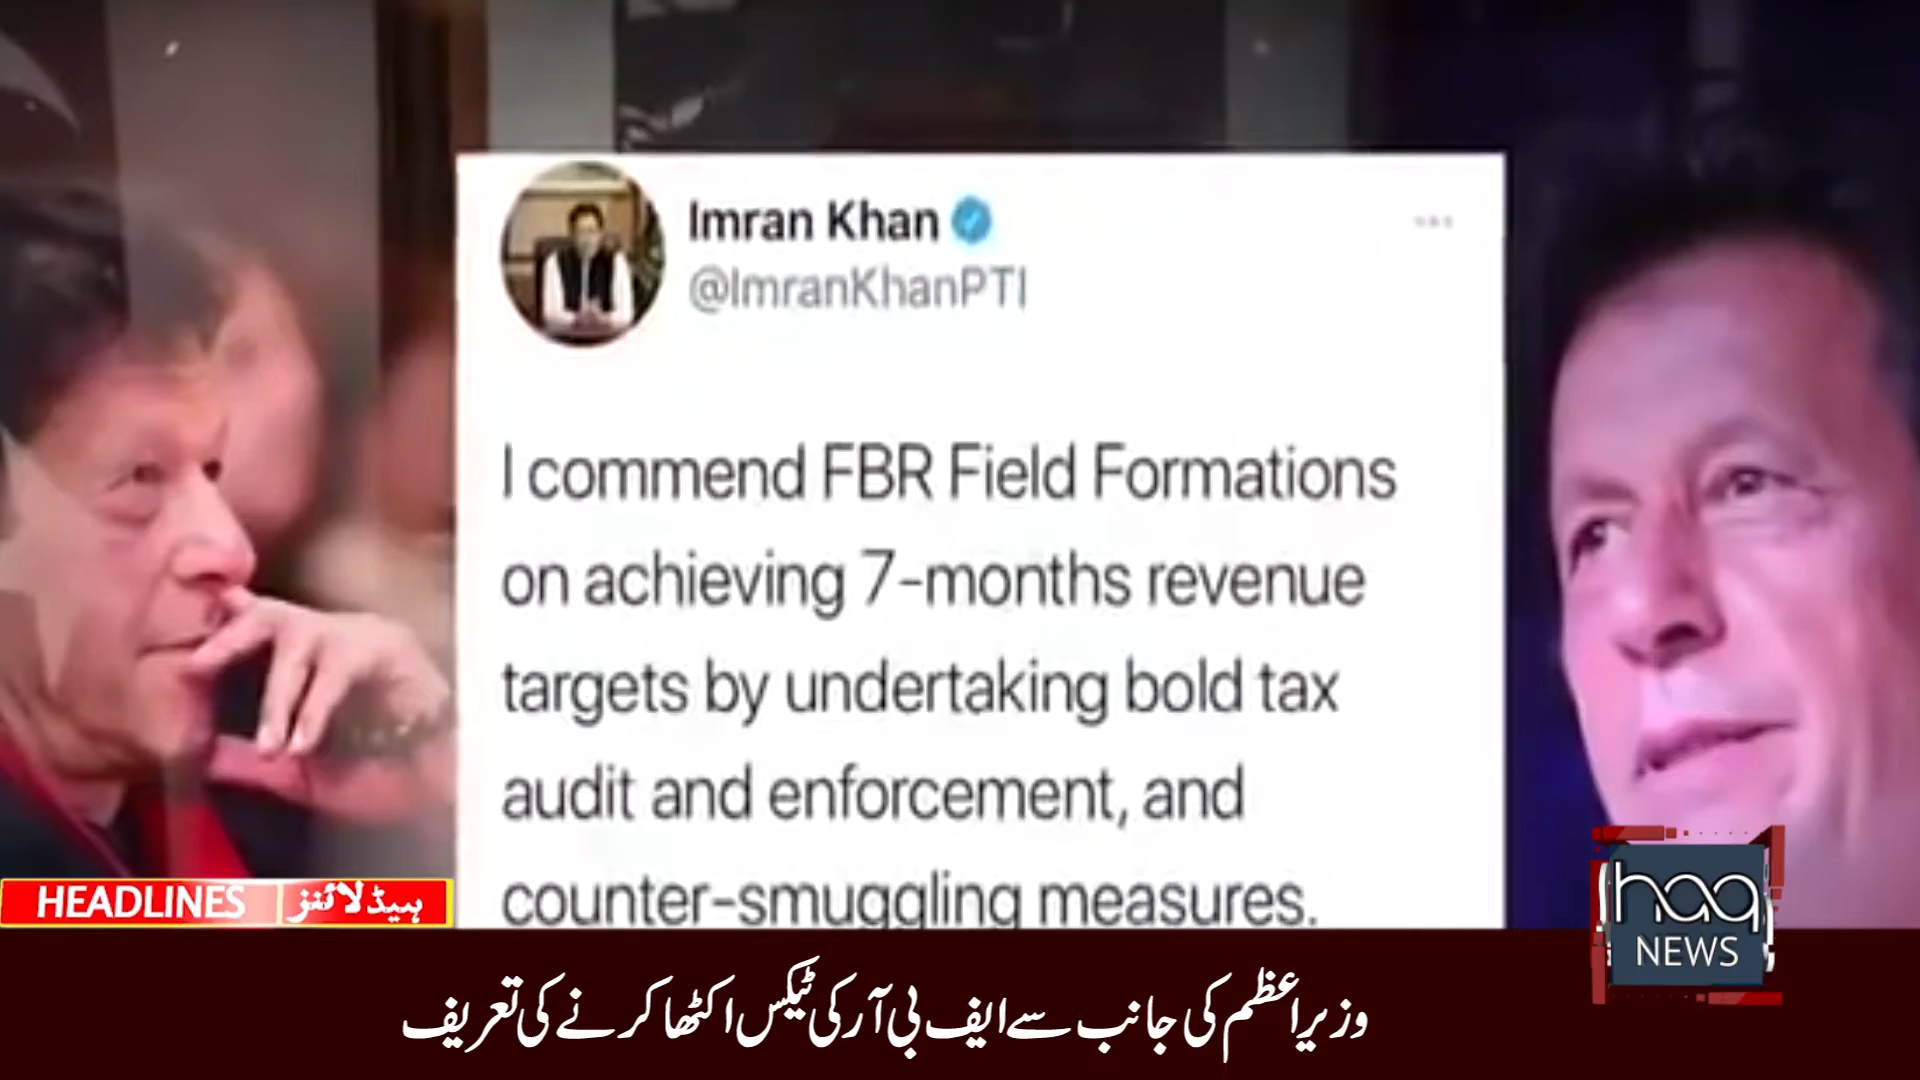 Imran Khan
@ImranKhanPTI
I commend FBR Field Formations
on achieving 7-months revenue
targets by undertaking bold tax
audit and enforcement, and
counter-smuggling measures.
HEADLINES ہیڈلائنز
haq
NEWS
وزیراعظم کی جانب سے ایف بی آر کی ٹیکس اکٹھا کرنے کی تعریف